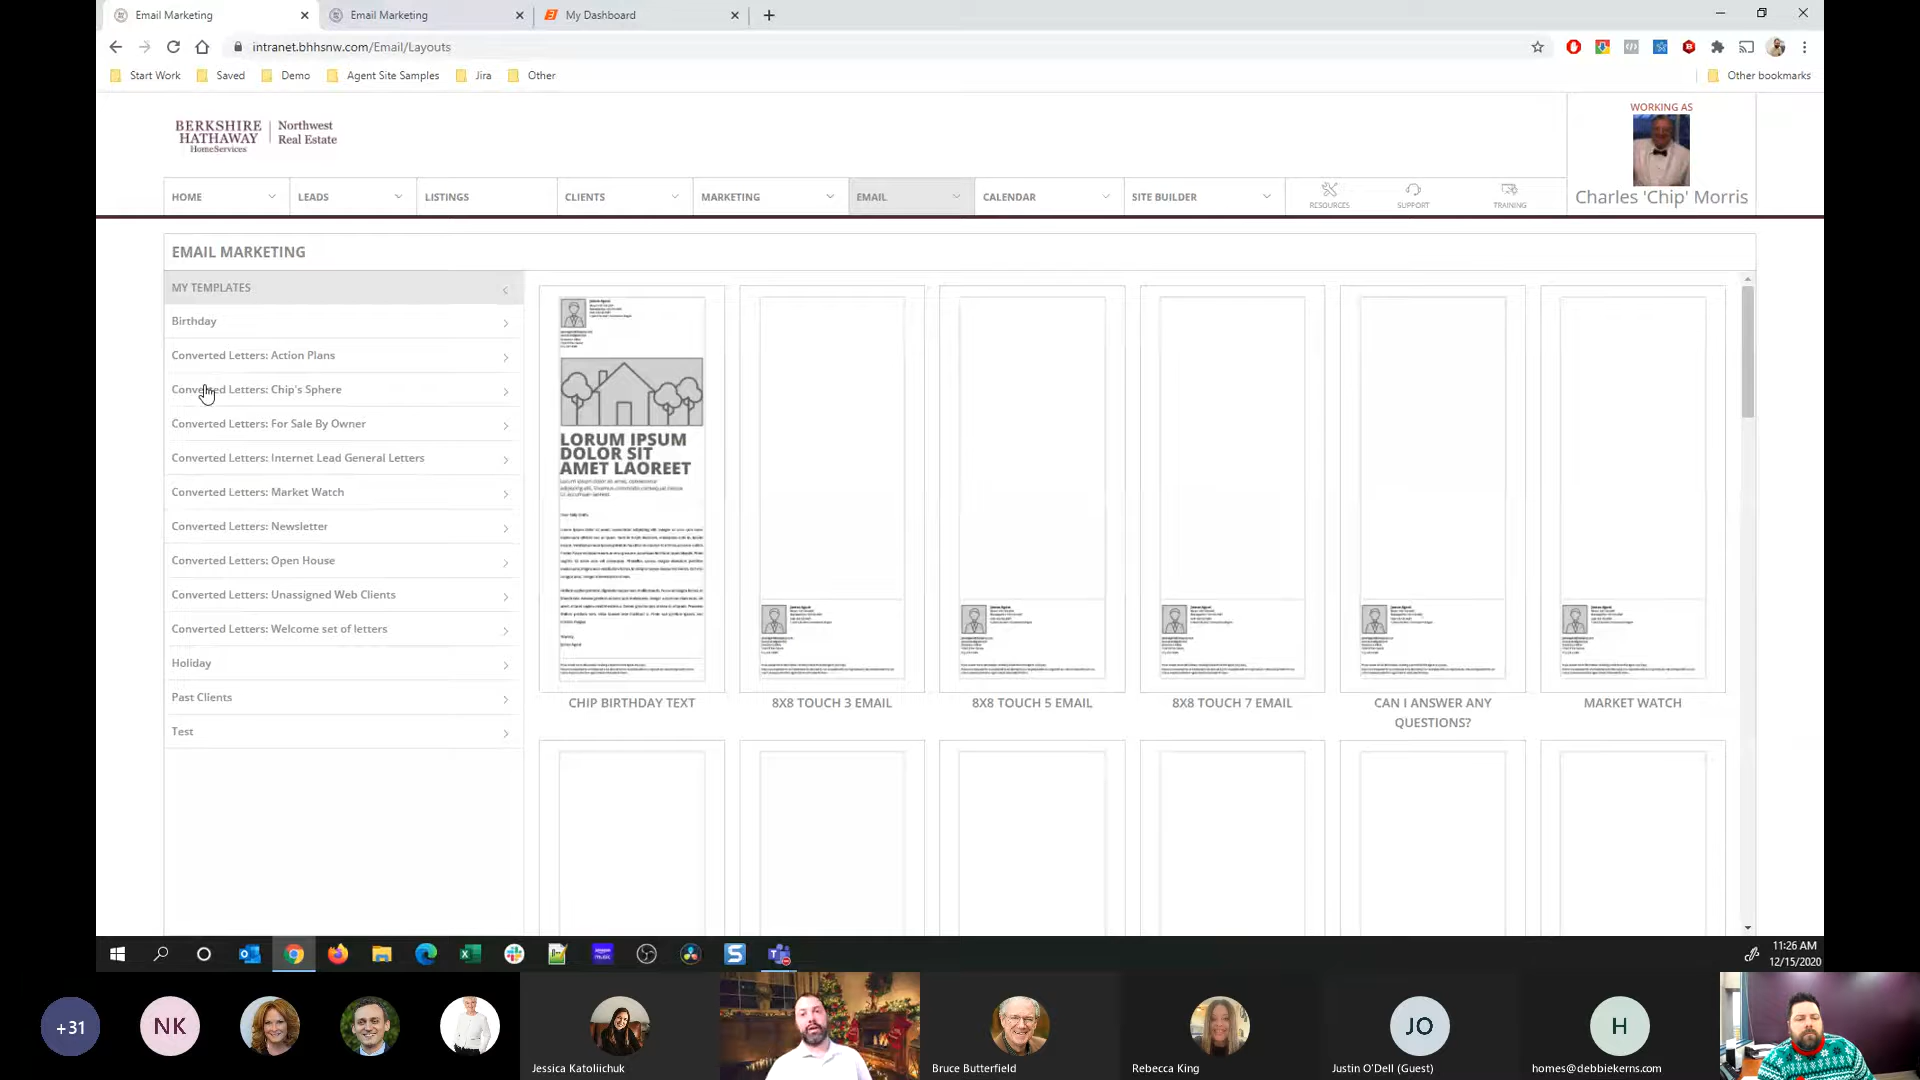 Email Marketing
Email Marketing
My Dashboard
intranet.bhhsnw.com/Email/Layouts
Start Work
Saved
Demo
Agent Site Samples
Jira
Other
Other bookmarks
BERKSHIRE
HATHAWAY
HomeServices
Northwest
Real Estate
WORKING AS
Charles 'Chip' Morris
HOME
LEADS
LISTINGS
CLIENTS
MARKETING
EMAIL
CALENDAR
SITE BUILDER
RESOURCES
SUPPORT
TRAINING
EMAIL MARKETING
MY TEMPLATES
Birthday
Converted Letters: Action Plans
Converted Letters: Chip's Sphere
Converted Letters: For Sale By Owner
Converted Letters: Internet Lead General Letters
Converted Letters: Market Watch
Converted Letters: Newsletter
Converted Letters: Open House
Converted Letters: Unassigned Web Clients
Converted Letters: Welcome set of letters
Holiday
Past Clients
Test
LORUM IPSUM
DOLOR SIT
AMET LAOREET
CHIP BIRTHDAY TEXT
8X8 TOUCH 3 EMAIL
8X8 TOUCH 5 EMAIL
8X8 TOUCH 7 EMAIL
CAN I ANSWER ANY
QUESTIONS?
MARKET WATCH
11:26 AM
12/15/2020
+31
NK
JO
H
Jessica Katoliichuk
Bruce Butterfield
Rebecca King
Justin O'Dell (Guest)
homes@debbiekerns.com